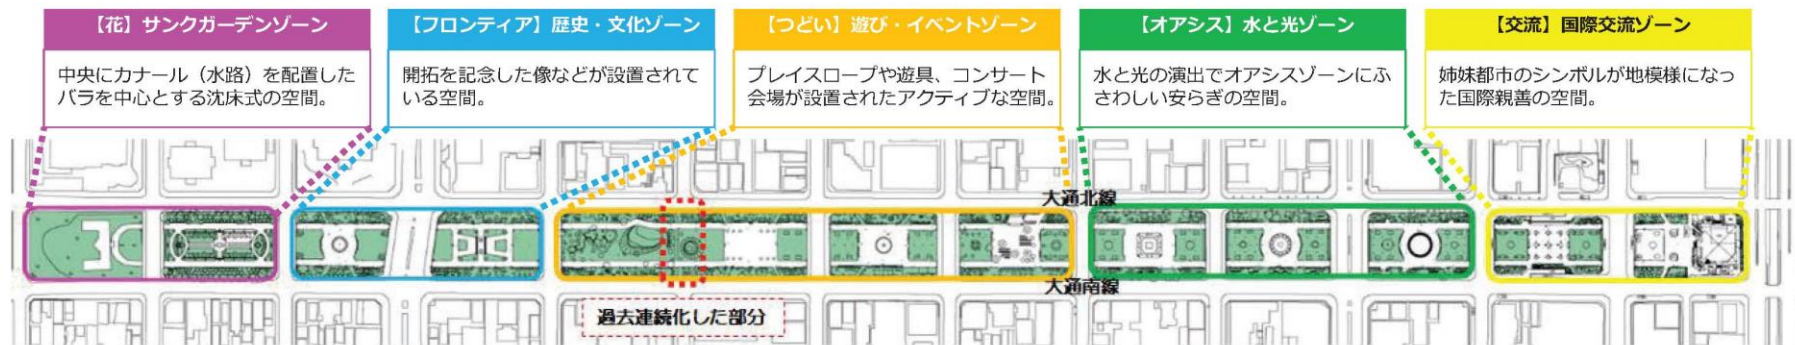 【花】サンクガーデンゾーン
中央にカナール（水路）を配置した
バラを中心とする沈床式の空間。
【フロンティア】歴史・文化ゾーン
開拓を記念した像などが設置されて
いる空間。
【つどい】遊び・イベントゾーン
プレイスロープや遊具、コンサート
会場が設置されたアクティブな空間。
【オアシス】水と光ゾーン
水と光の演出でオアシスゾーンにふ
さわしい安らぎの空間。
【交流】国際交流ゾーン
姉妹都市のシンボルが地模様になっ
た国際親善の空間。
大通北線
大通南線
過去連続化した部分